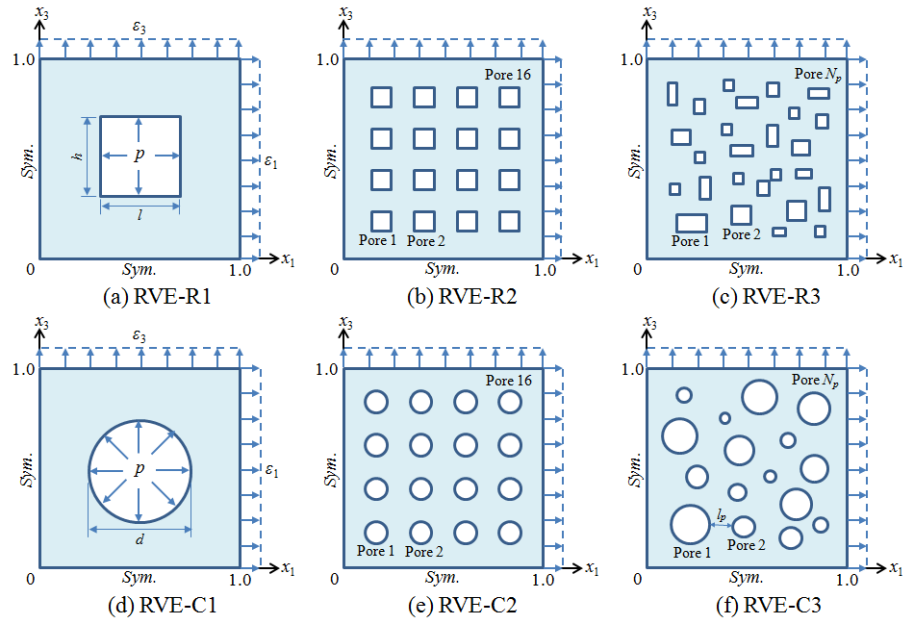 x3
ε3
1.0
Sym.
h
p
l
ε1
0
Sym.
1.0
x1
(a) RVE-R1
x3
1.0
Pore 16
Sym.
Pore 1
Pore 2
0
Sym.
1.0
x1
(b) RVE-R2
x3
1.0
Pore Np
Sym.
Pore 1
Pore 2
0
Sym.
1.0
x1
(c) RVE-R3
x3
ε3
1.0
Sym.
p
ε1
d
0
Sym.
1.0
x1
(d) RVE-C1
x3
1.0
Pore 16
Sym.
Pore 1
Pore 2
0
Sym.
1.0
x1
(e) RVE-C2
x3
1.0
Pore Np
Sym.
lp
Pore 1
Pore 2
0
Sym.
1.0
x1
(f) RVE-C3